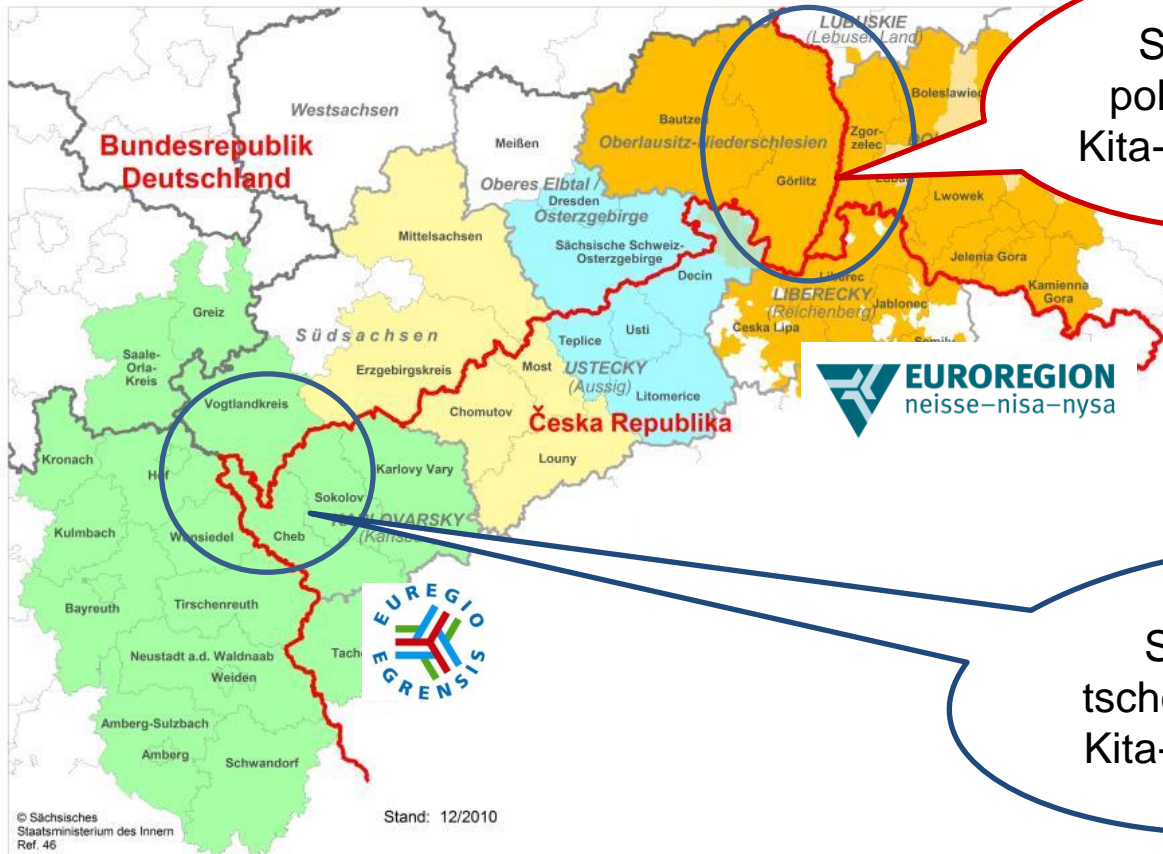 LUBUSKIE
(Lebuser Land)
Westsachsen
Bundesrepublik
Deutschland
Meißen
Bautzen
Oberlausitz-Niederschlesien
Görlitz
Zgor-
zelec
Kita-
Lwowek
Jelenia Gora
Kamienna
Gora
Oberes Elbtal /
Dresden
Osterzgebirge
Sächsische Schweiz-
Osterzgebirge
Decin
Mittelsachsen
Liberec
LIBERECKY
(Reichenberg)
Jablonec
Ceska Lipa
Greiz
Südsachsen
Teplice
Usti
Saale-
Orla-
Kreis
Erzgebirgskreis
Most
USTECKY
(Aussig)
Litomerice
EUROREGION
neisse–nisa–nysa
Vogtlandkreis
Chomutov
Česka Republika
Louny
Kronach
Hof
Karlovy Vary
Sokolov
Kulmbach
Wunsiedel
Cheb
Bayreuth
Tirschenreuth
EUREGIO
EGRENSIS
Neustadt a.d. Waldnaab
Weiden
Kita-
Amberg-Sulzbach
Amberg
Schwandorf
© Sächsisches
Staatsministerium des Innern
Ref. 46
Stand: 12/2010